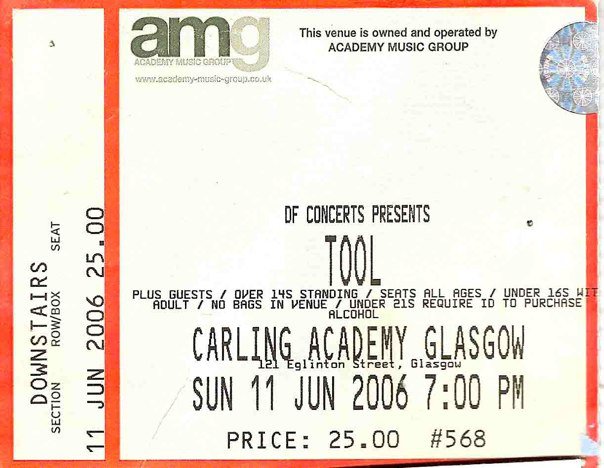 DOWNSTAIRS
SECTION ROW/BOX SEAT
11 JUN 2006 25.00
amg
ACADEMY MUSIC GROUP
www.academy-music-group.co.uk
This venue is owned and operated by
ACADEMY MUSIC GROUP
DF CONCERTS PRESENTS
TOOL
PLUS GUESTS / OVER 14S STANDING / SEATS ALL AGES / UNDER 16S WIT
ADULT / NO BAGS IN VENUE / UNDER 21S REQUIRE ID TO PURCHASE
ALCOHOL
CARLING ACADEMY GLASGOW
121 Eglinton Street, Glasgow
SUN 11 JUN 2006 7:00 PM
PRICE: 25.00 #568